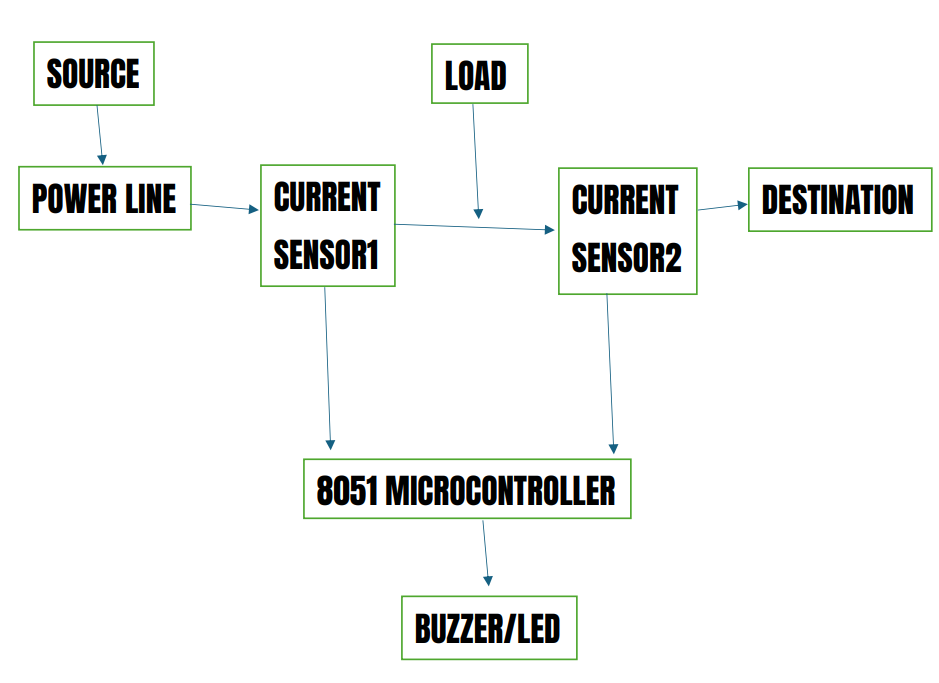 SOURCE
LOAD
POWER LINE
CURRENT
SENSOR1
CURRENT
SENSOR2
DESTINATION
8051 MICROCONTROLLER
BUZZER/LED